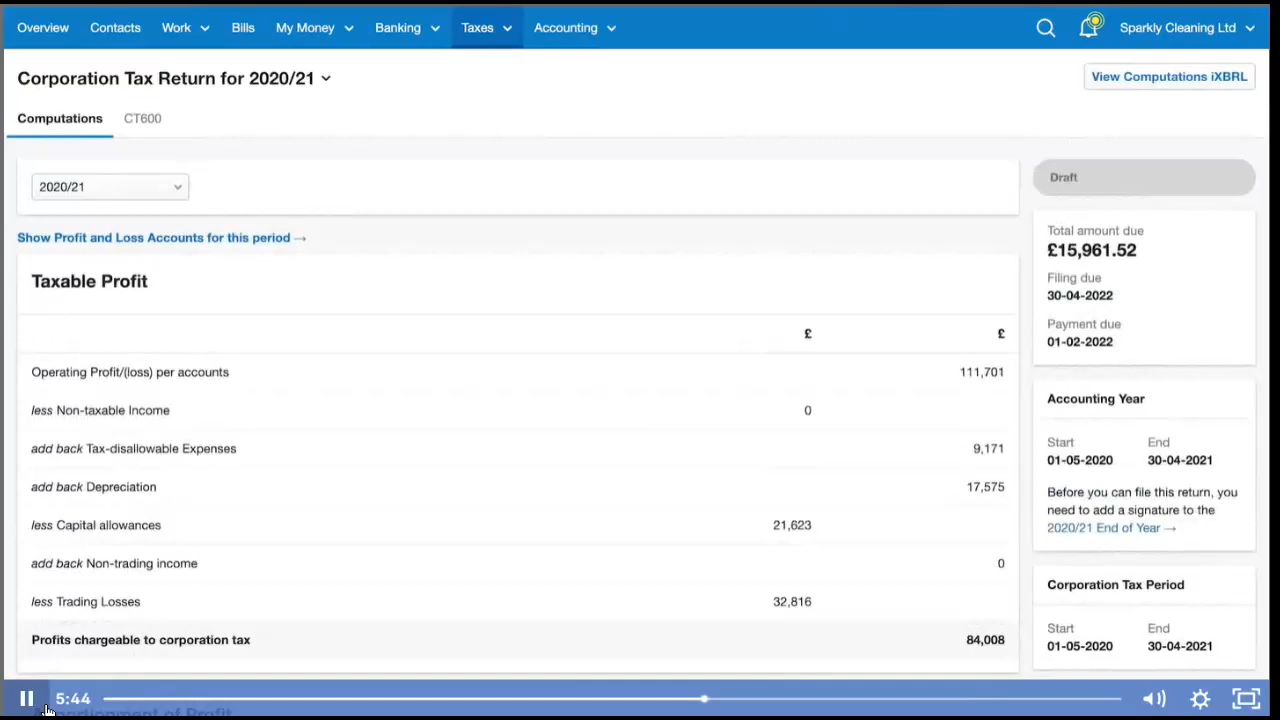 Overview Contacts Work Bills My Money Banking Taxes Accounting Sparkly Cleaning Ltd
Corporation Tax Return for 2020/21
View Computations iXBRL
Computations CT600
2020/21
Show Profit and Loss Accounts for this period →
Taxable Profit
£ £
Operating Profit/(loss) per accounts 111,701
less Non-taxable Income 0
add back Tax-disallowable Expenses 9,171
add back Depreciation 17,575
less Capital allowances 21,623
add back Non-trading income 0
less Trading Losses 32,816
Profits chargeable to corporation tax 84,008
Draft
Total amount due
£15,961.52
Filing due
30-04-2022
Payment due
01-02-2022
Accounting Year
Start End
01-05-2020 30-04-2021
Before you can file this return, you
need to add a signature to the
2020/21 End of Year →
Corporation Tax Period
Start End
01-05-2020 30-04-2021
5:44